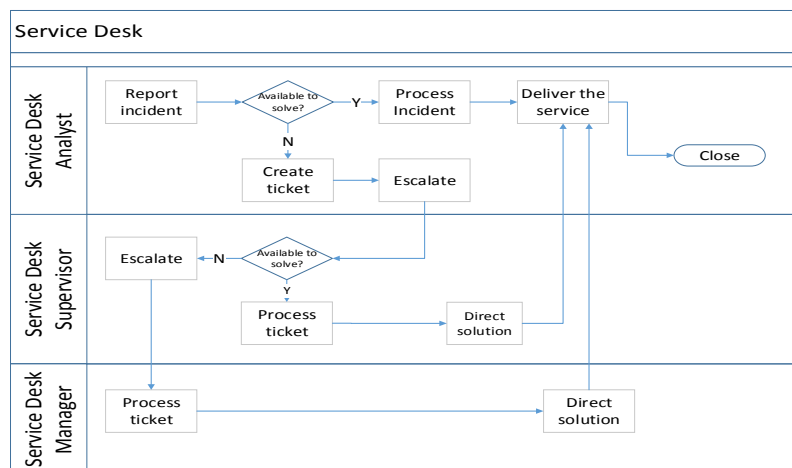 Service Desk
Service Desk
Analyst
Report
incident
Available to
solve?
Y
Process
Incident
Deliver the
service
N
Close
Create
ticket
Escalate
Service Desk
Supervisor
Escalate
N
Available to
solve?
Y
Process
ticket
Direct
solution
Service Desk
Manager
Process
ticket
Direct
solution